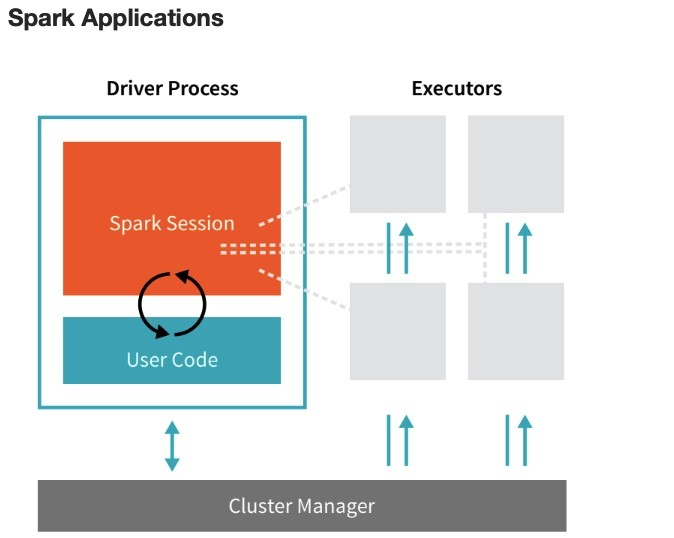 Spark Applications
Driver Process
Executors
Spark Session
User Code
Cluster Manager